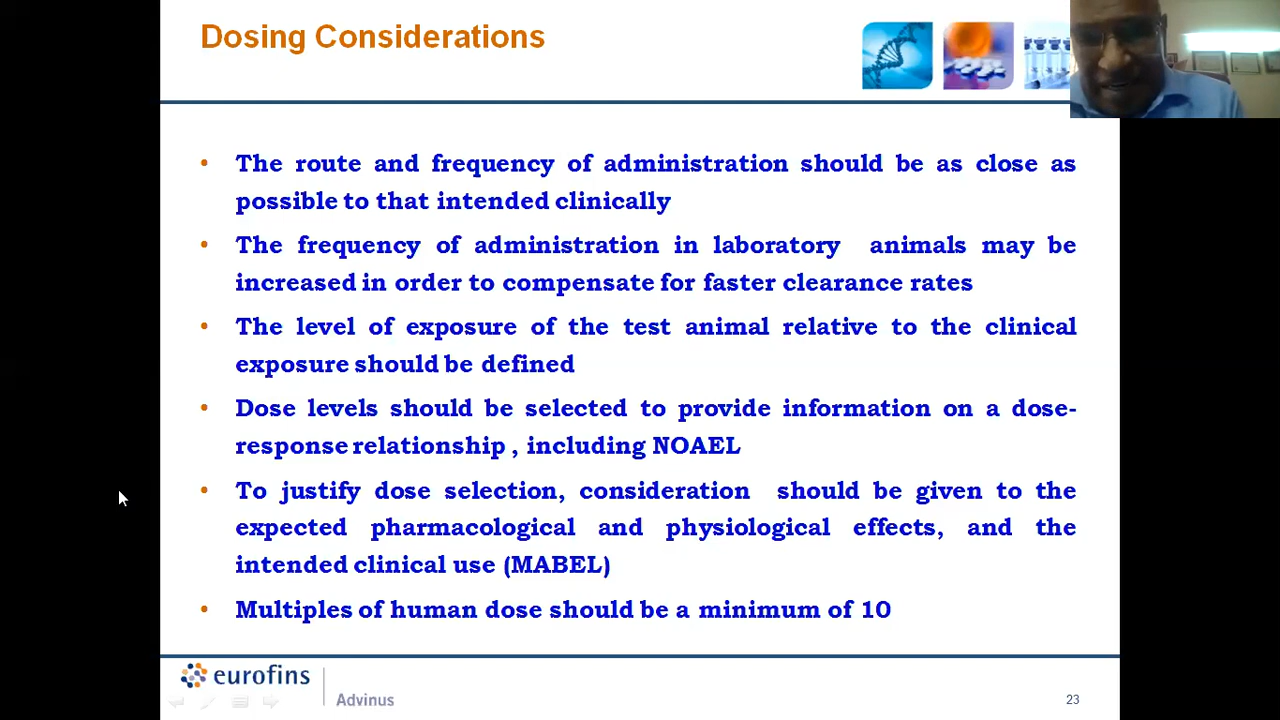 Dosing Considerations
• The route and frequency of administration should be as close as
possible to that intended clinically
• The frequency of administration in laboratory animals may be
increased in order to compensate for faster clearance rates
• The level of exposure of the test animal relative to the clinical
exposure should be defined
• Dose levels should be selected to provide information on a dose-
response relationship , including NOAEL
• To justify dose selection, consideration should be given to the
expected pharmacological and physiological effects, and the
intended clinical use (MABEL)
• Multiples of human dose should be a minimum of 10
eurofins
Advinus
23